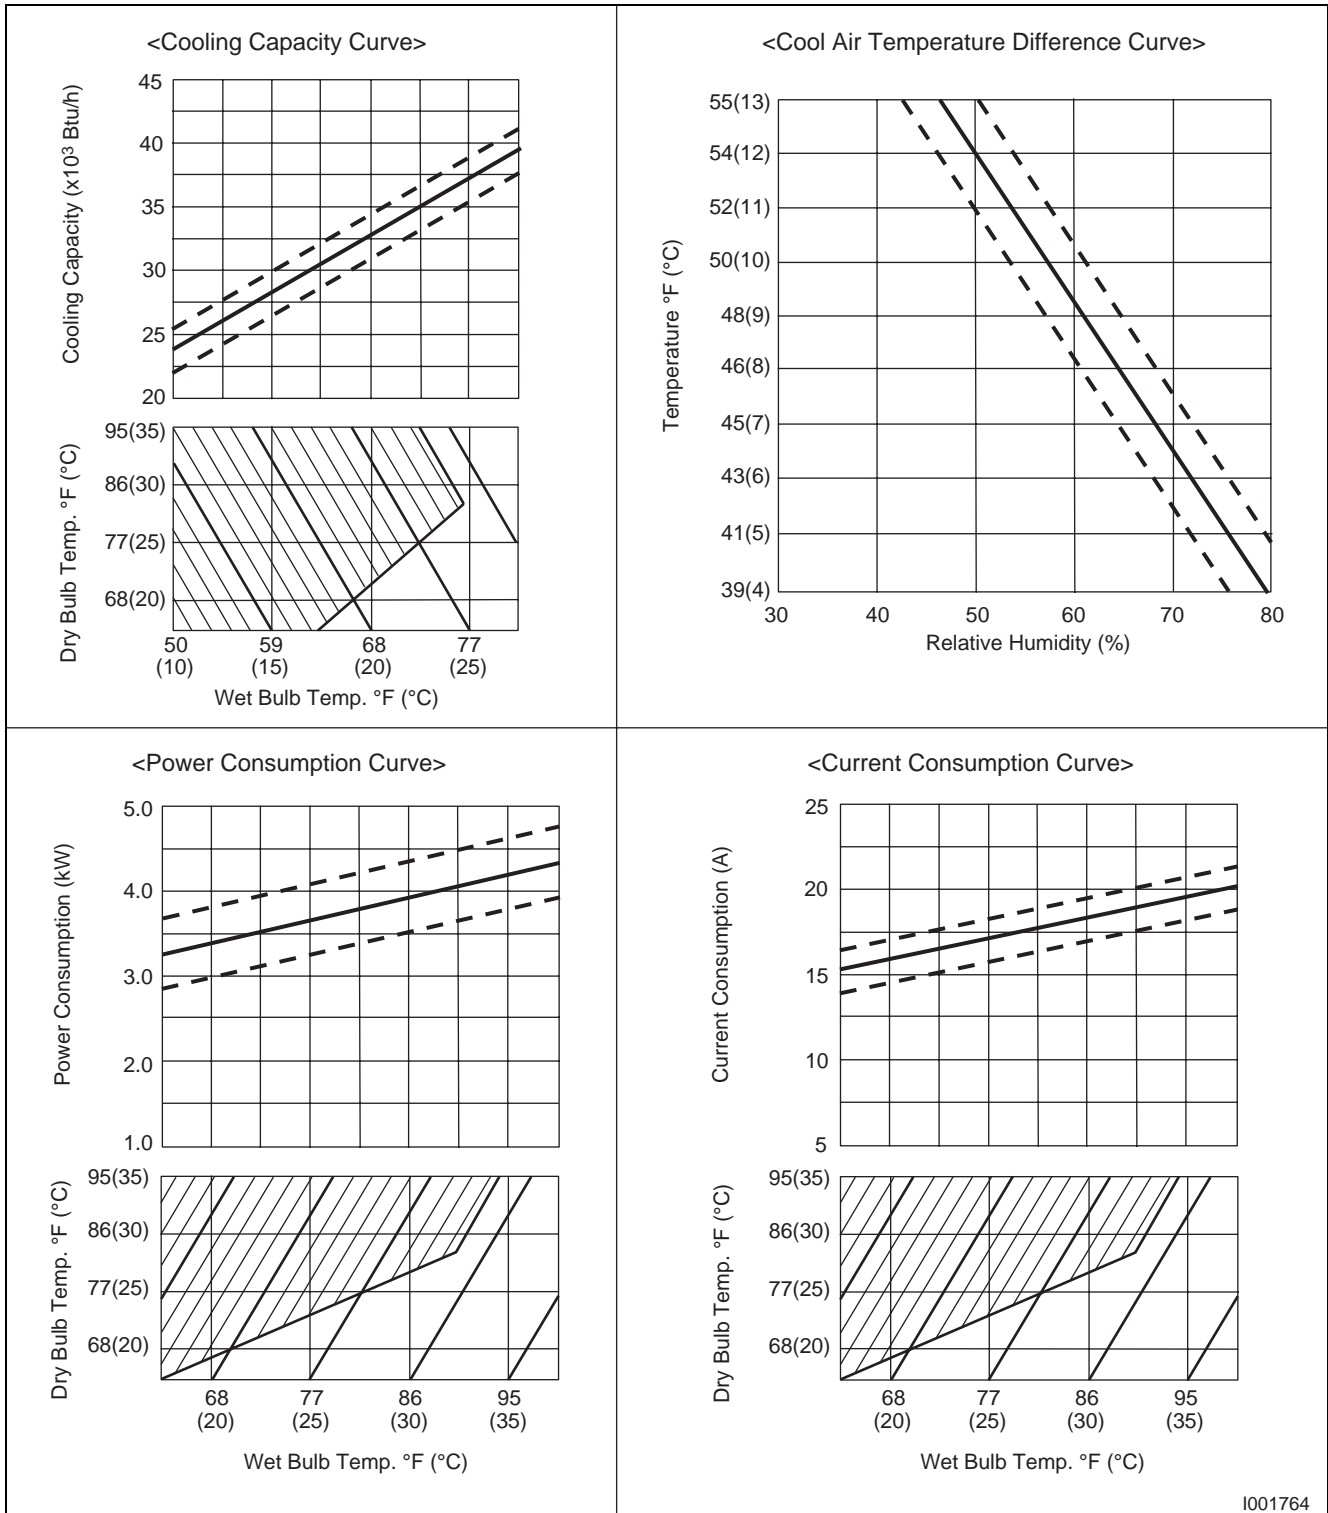 <Cooling Capacity Curve>
Cooling Capacity (x10³ Btu/h)
45
40
35
30
25
20
Dry Bulb Temp. °F (°C)
95(35)
86(30)
77(25)
68(20)
50 59 68 77
(10) (15) (20) (25)
Wet Bulb Temp. °F (°C)
<Cool Air Temperature Difference Curve>
Temperature °F (°C)
55(13)
54(12)
52(11)
50(10)
48(9)
46(8)
45(7)
43(6)
41(5)
39(4)
30 40 50 60 70 80
Relative Humidity (%)
<Power Consumption Curve>
Power Consumption (kW)
5.0
4.0
3.0
2.0
1.0
Dry Bulb Temp. °F (°C)
95(35)
86(30)
77(25)
68(20)
68 77 86 95
(20) (25) (30) (35)
Wet Bulb Temp. °F (°C)
<Current Consumption Curve>
Current Consumption (A)
25
20
15
10
5
Dry Bulb Temp. °F (°C)
95(35)
86(30)
77(25)
68(20)
68 77 86 95
(20) (25) (30) (35)
Wet Bulb Temp. °F (°C)
I001764